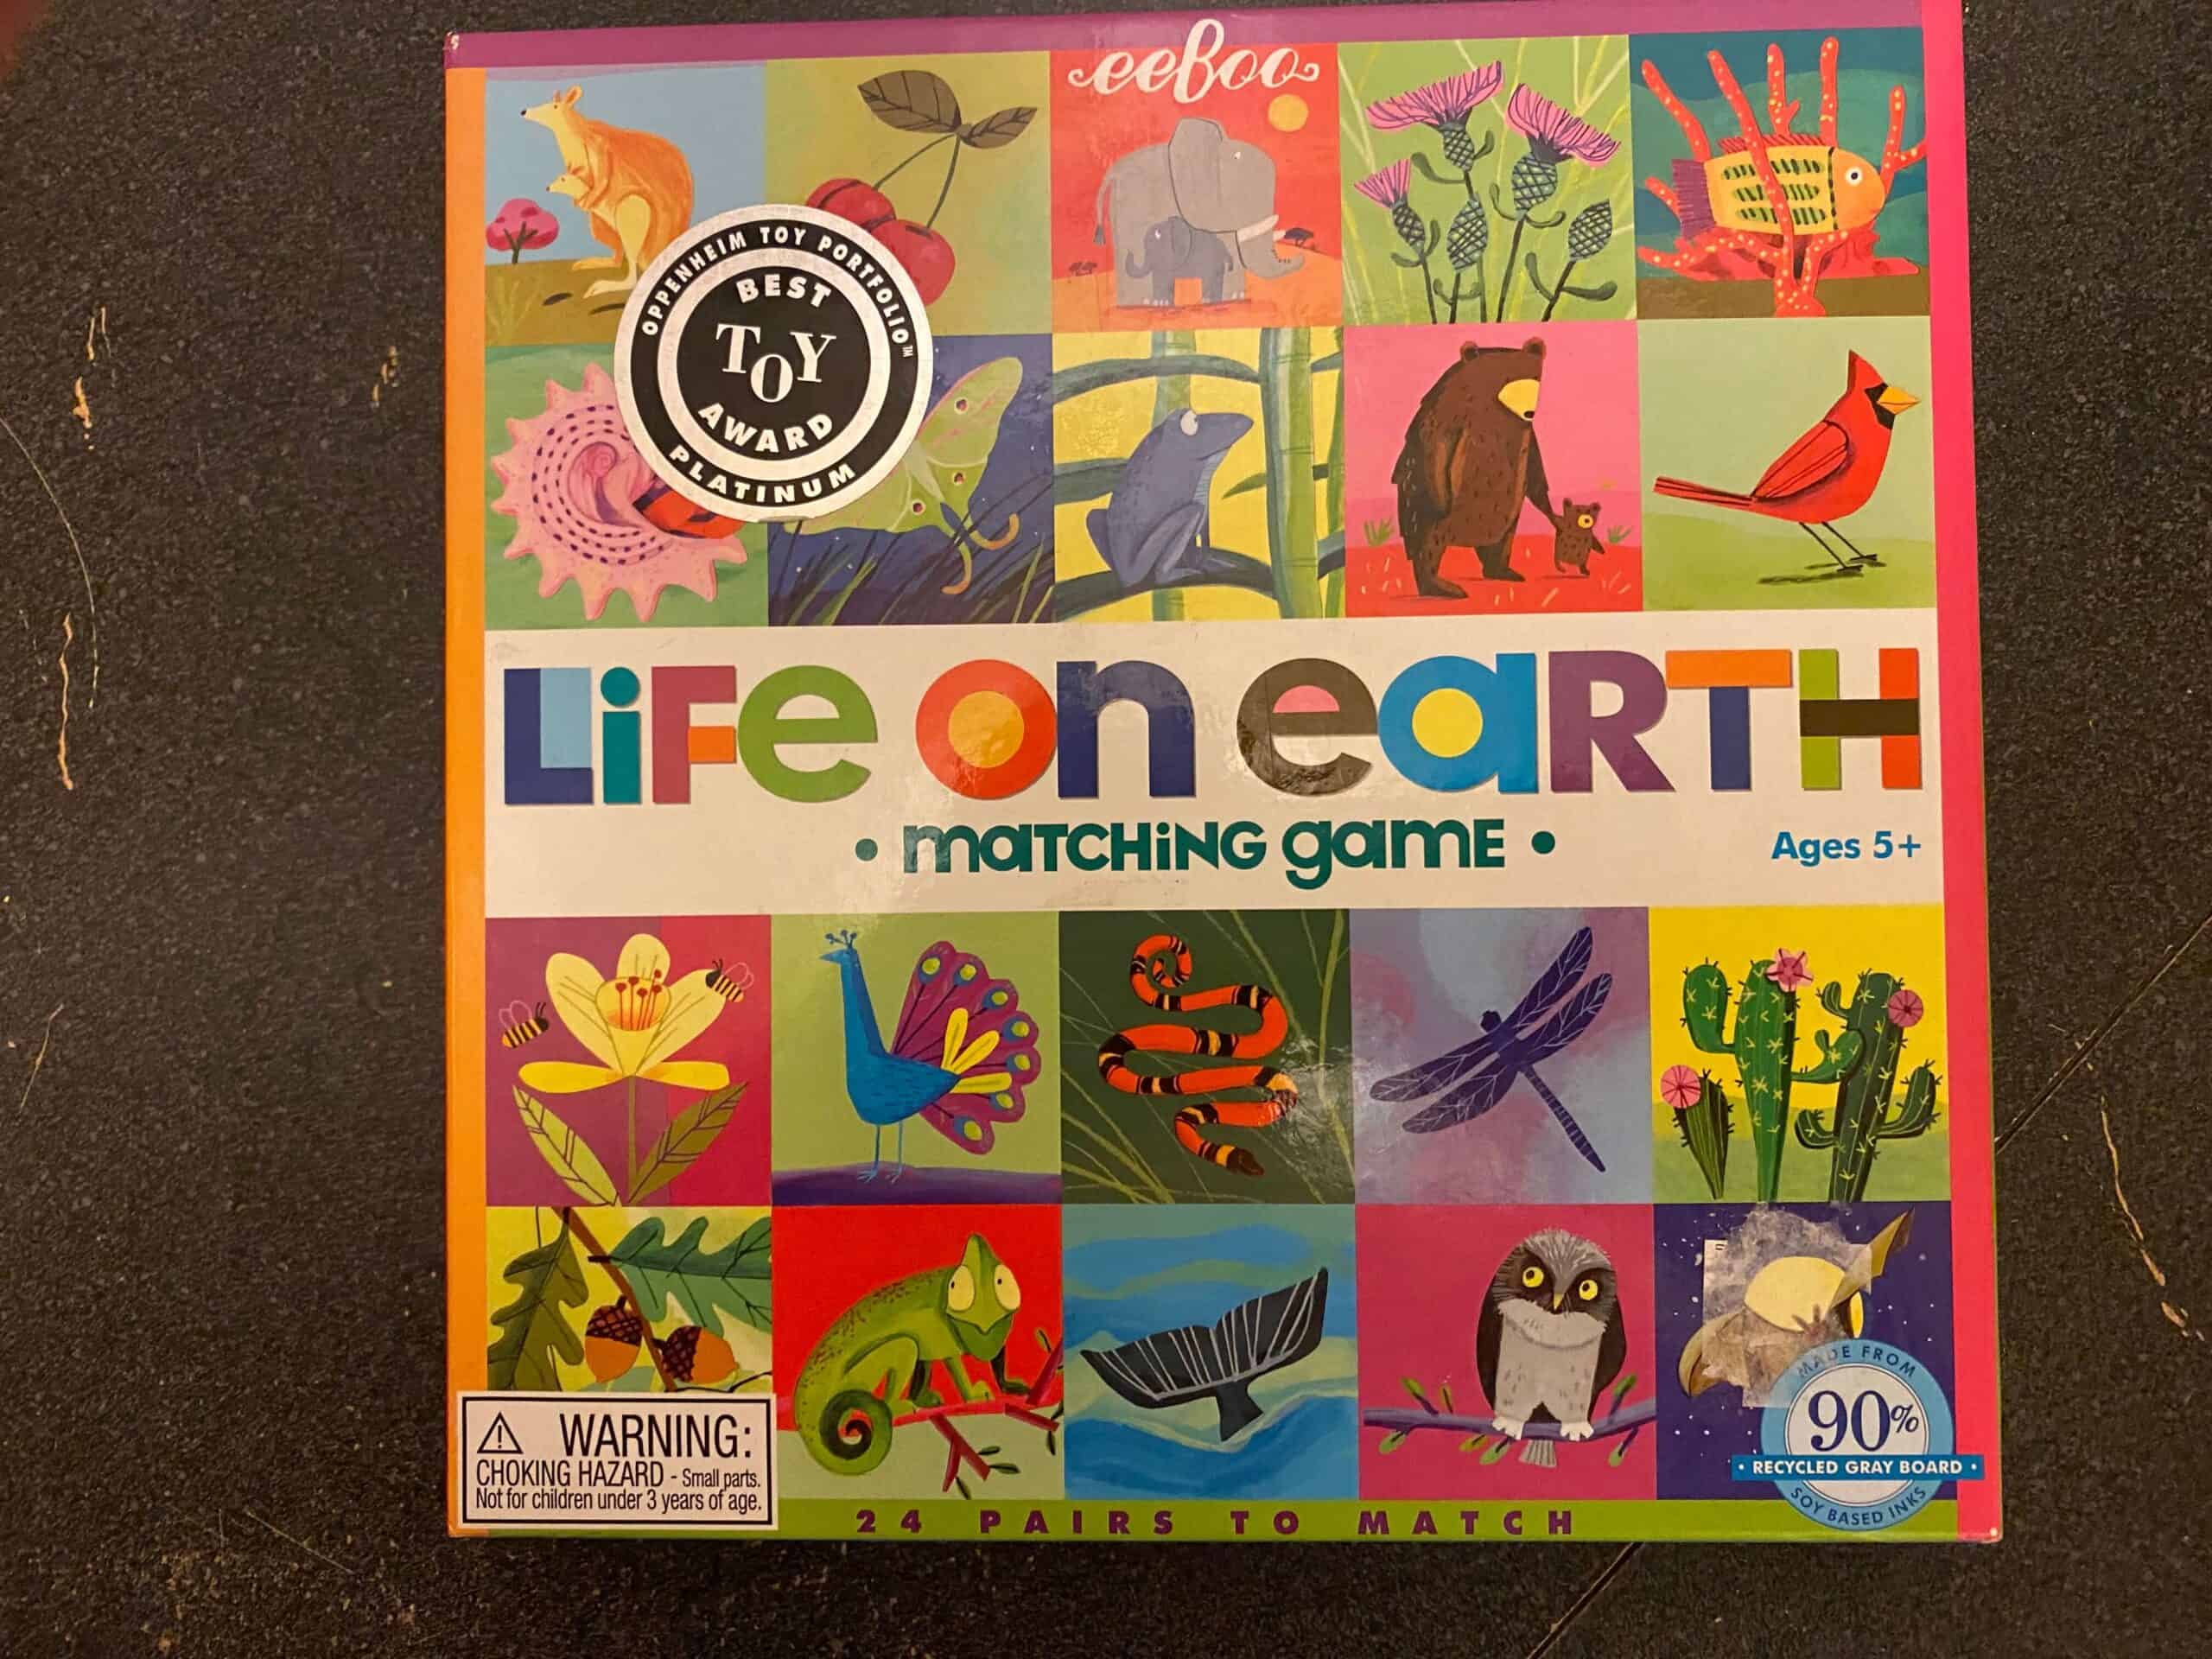 eeBoo
OPPENHEIM TOY PORTFOLIO™
BEST
TOY
AWARD
PLATINUM
LiFe on eaRTH
• maTCHiNG gamE •
Ages 5+
WARNING:
CHOKING HAZARD - Small parts.
Not for children under 3 years of age.
MADE FROM
90%
• RECYCLED GRAY BOARD •
SOY BASED INKS
24 PAIRS TO MATCH